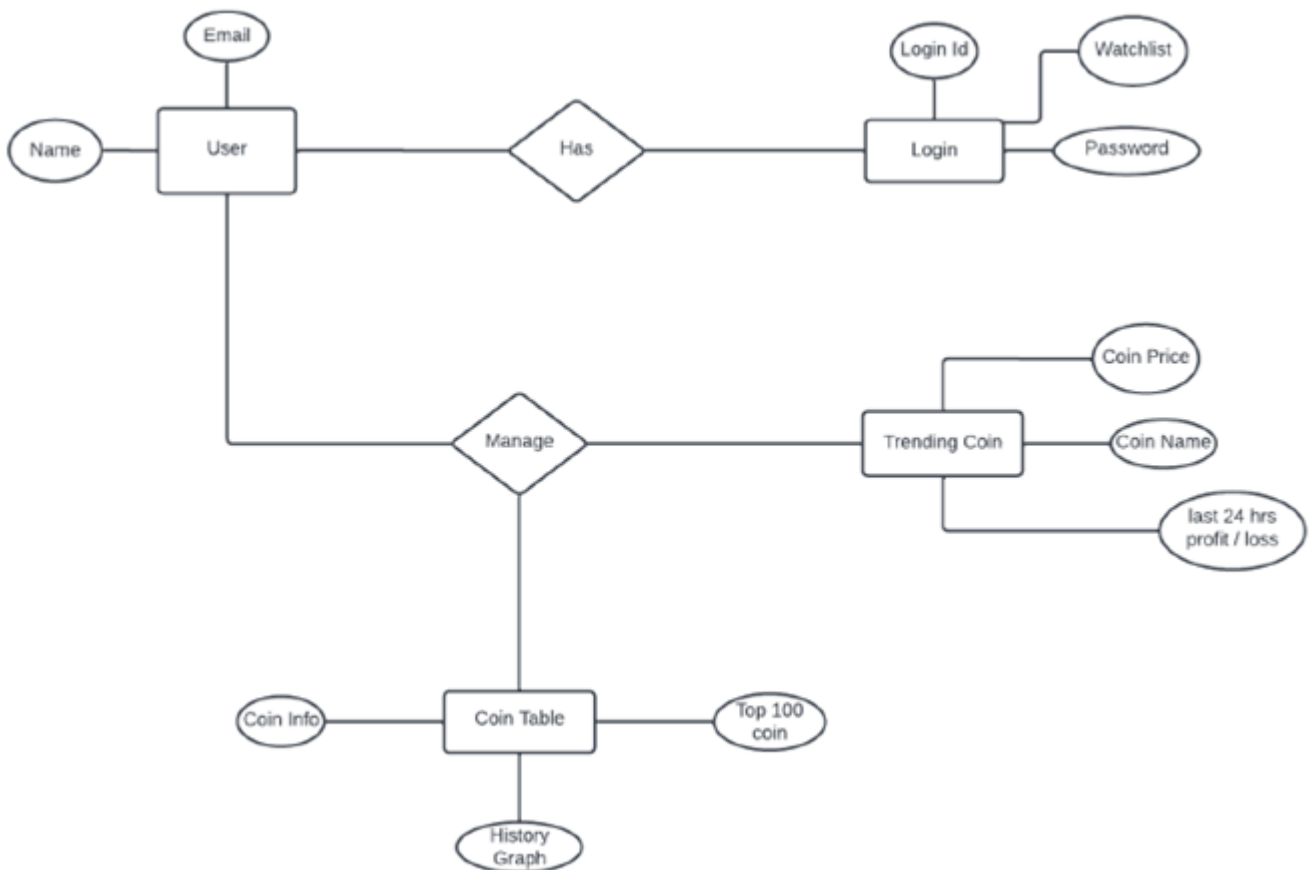 Email
Login Id
Watchlist
Name
User
Has
Login
Password
Coin Price
Manage
Trending Coin
Coin Name
last 24 hrs
profit / loss
Coin Info
Coin Table
Top 100
coin
History
Graph